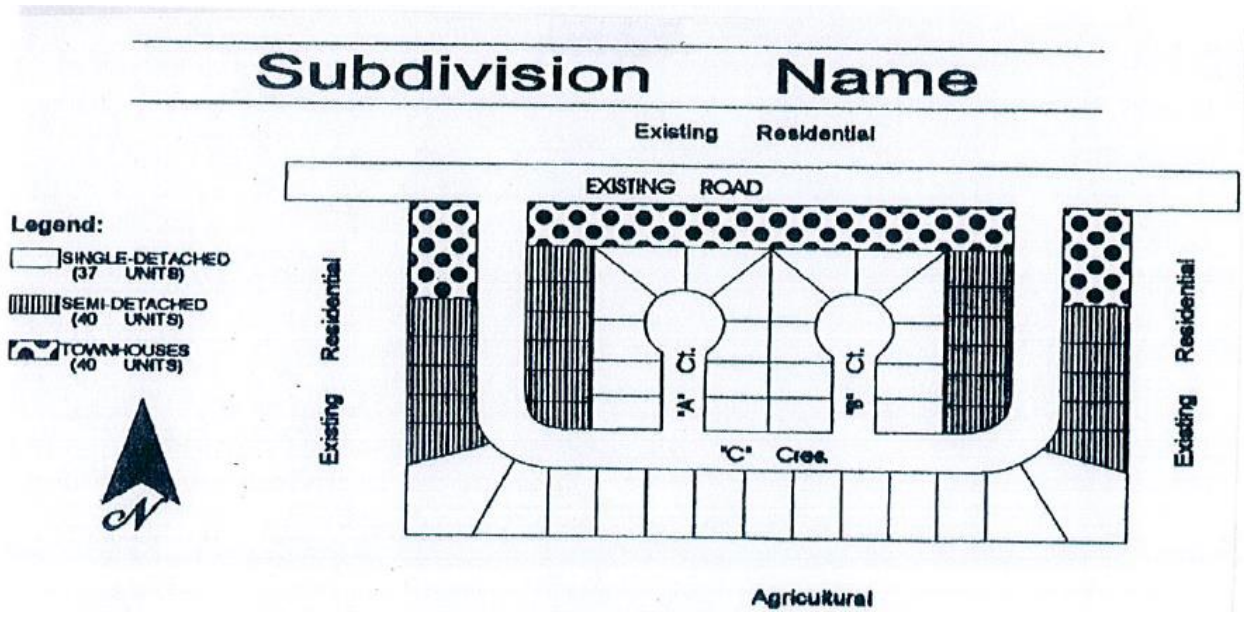 Subdivision Name
Existing Residential
EXISTING ROAD
Legend:
SINGLE-DETACHED
(37 UNITS)
SEMI-DETACHED
(40 UNITS)
TOWNHOUSES
(40 UNITS)
Existing Residential
Existing Residential
"A" Ct.
"B" Ct.
"C" Cres.
N
Agricultural